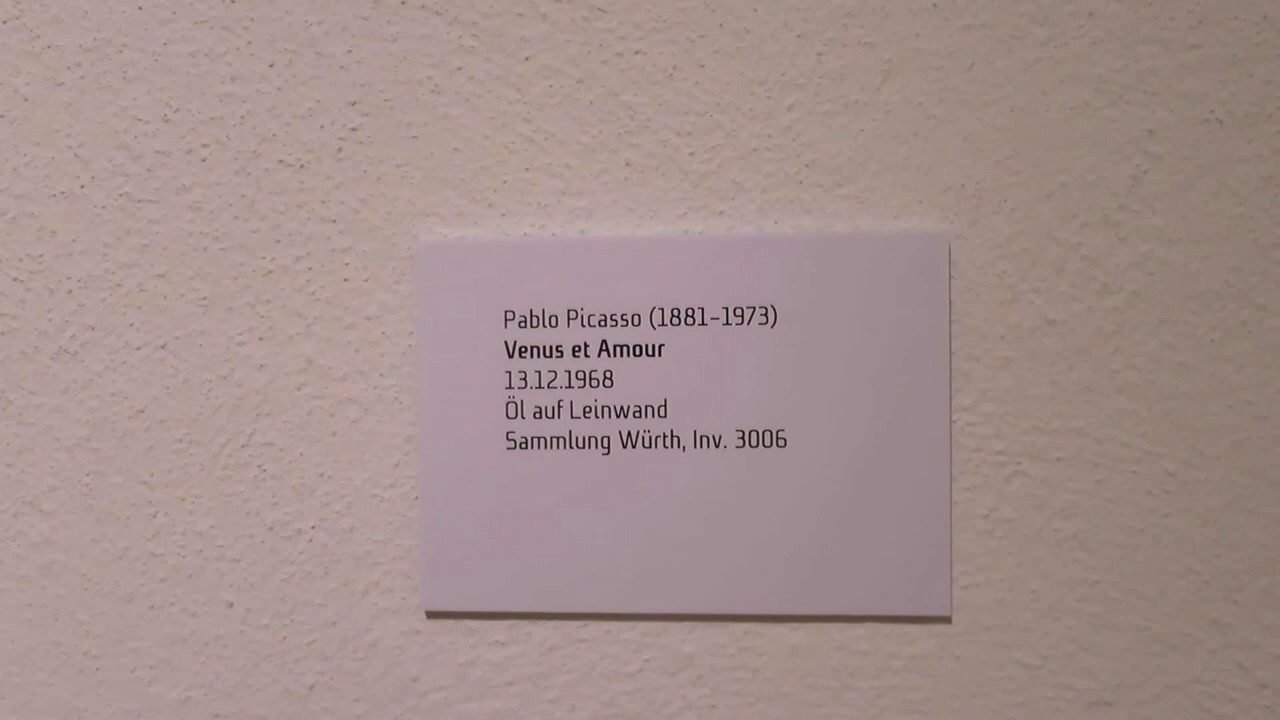 Pablo Picasso (1881–1973)
Venus et Amour
13.12.1968
Öl auf Leinwand
Sammlung Würth, Inv. 3006